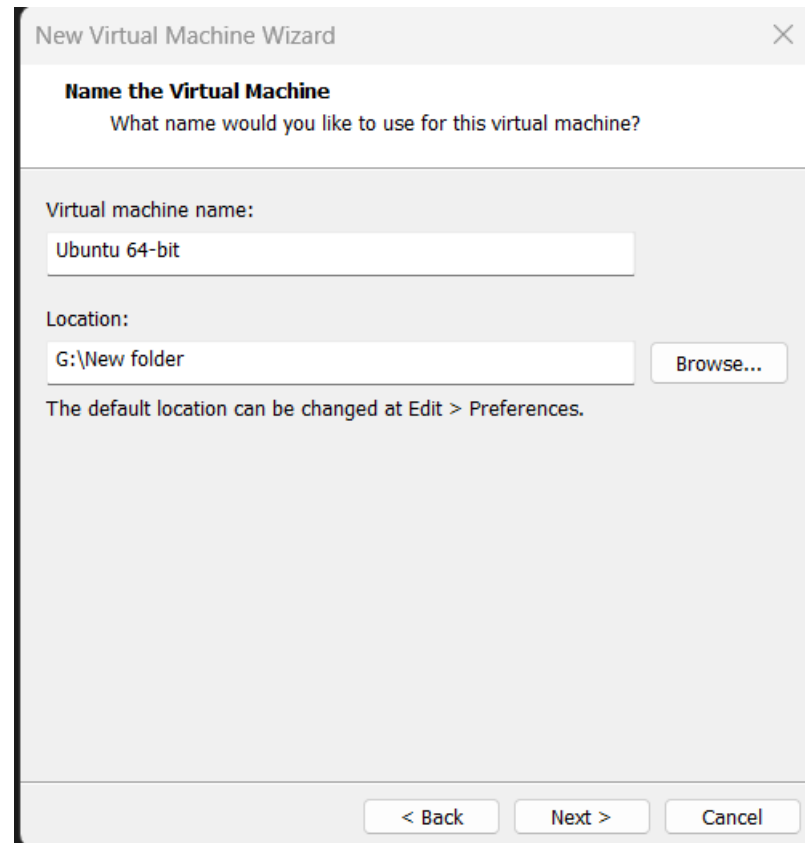 New Virtual Machine Wizard
Name the Virtual Machine
What name would you like to use for this virtual machine?
Virtual machine name:
Ubuntu 64-bit
Location:
G:\New folder
Browse...
The default location can be changed at Edit > Preferences.
< Back
Next >
Cancel